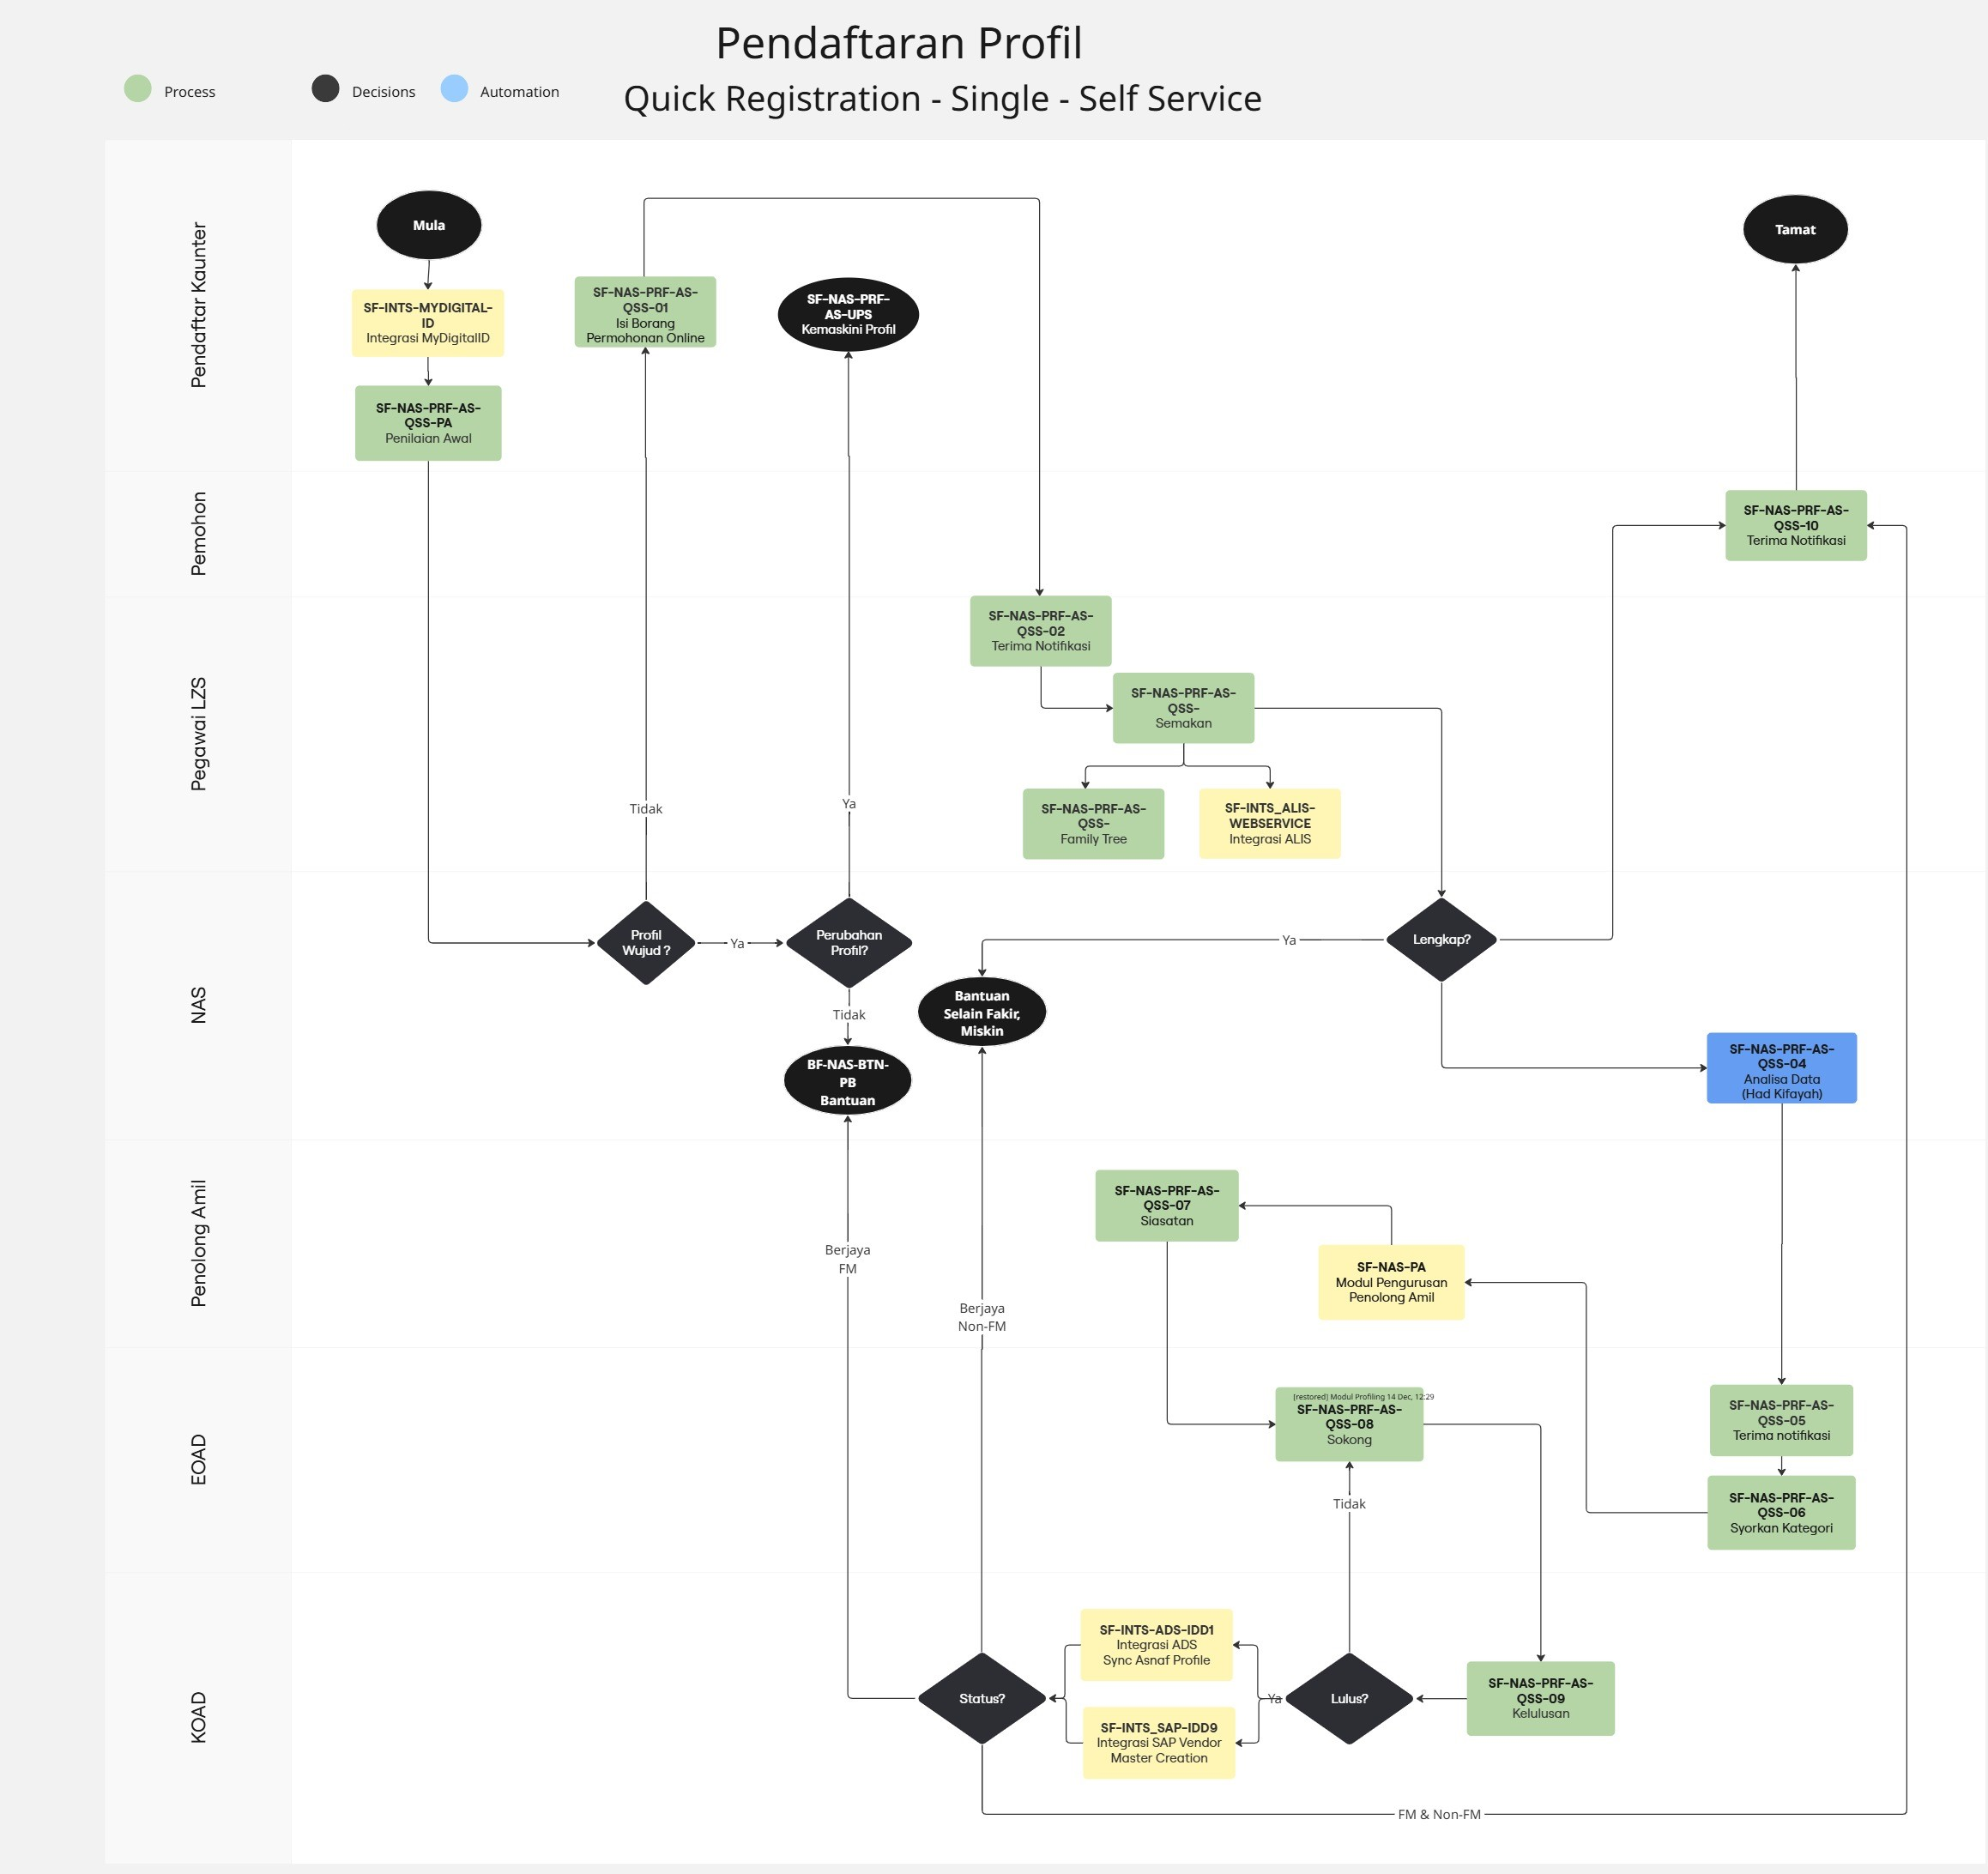 Pendaftaran Profil
Quick Registration - Single - Self Service
Process
Decisions
Automation
Pendaftar Kaunter
Mula
SF-INTS-MYDIGITAL-
ID
Integrasi MyDigitalID
SF-NAS-PRF-AS-
QSS-PA
Penilaian Awal
SF-NAS-PRF-AS-
QSS-01
Isi Borang
Permohonan Online
SF-NAS-PRF-
AS-UPS
Kemaskini Profil
Tamat
Pemohon
SF-NAS-PRF-AS-
QSS-10
Terima Notifikasi
Pegawai LZS
SF-NAS-PRF-AS-
QSS-02
Terima Notifikasi
SF-NAS-PRF-AS-
QSS-
Semakan
SF-NAS-PRF-AS-
QSS-
Family Tree
SF-INTS_ALIS-
WEBSERVICE
Integrasi ALIS
Tidak
Ya
NAS
Profil
Wujud ?
Ya
Perubahan
Profil?
Tidak
BF-NAS-BTN-
PB
Bantuan
Ya
Lengkap?
Bantuan
Selain Fakir,
Miskin
SF-NAS-PRF-AS-
QSS-04
Analisa Data
(Had Kifayah)
Penolong Amil
SF-NAS-PRF-AS-
QSS-07
Siasatan
SF-NAS-PA
Modul Pengurusan
Penolong Amil
Berjaya
FM
Berjaya
Non-FM
EOAD
[restored] Modul Profiling 14 Dec, 12:29
SF-NAS-PRF-AS-
QSS-08
Sokong
SF-NAS-PRF-AS-
QSS-05
Terima notifikasi
SF-NAS-PRF-AS-
QSS-06
Syorkan Kategori
Tidak
KOAD
Status?
SF-INTS-ADS-IDD1
Integrasi ADS
Sync Asnaf Profile
SF-INTS_SAP-IDD9
Integrasi SAP Vendor
Master Creation
Ya
Lulus?
SF-NAS-PRF-AS-
QSS-09
Kelulusan
FM & Non-FM